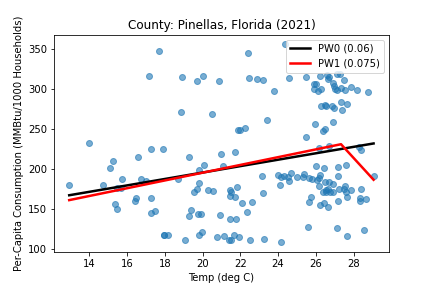 County: Pinellas, Florida (2021)
PW0 (0.06)
PW1 (0.075)
Per-Capita Consumption (MMBtu/1000 Households)
350
300
250
200
150
100
14 16 18 20 22 24 26 28
Temp (deg C)